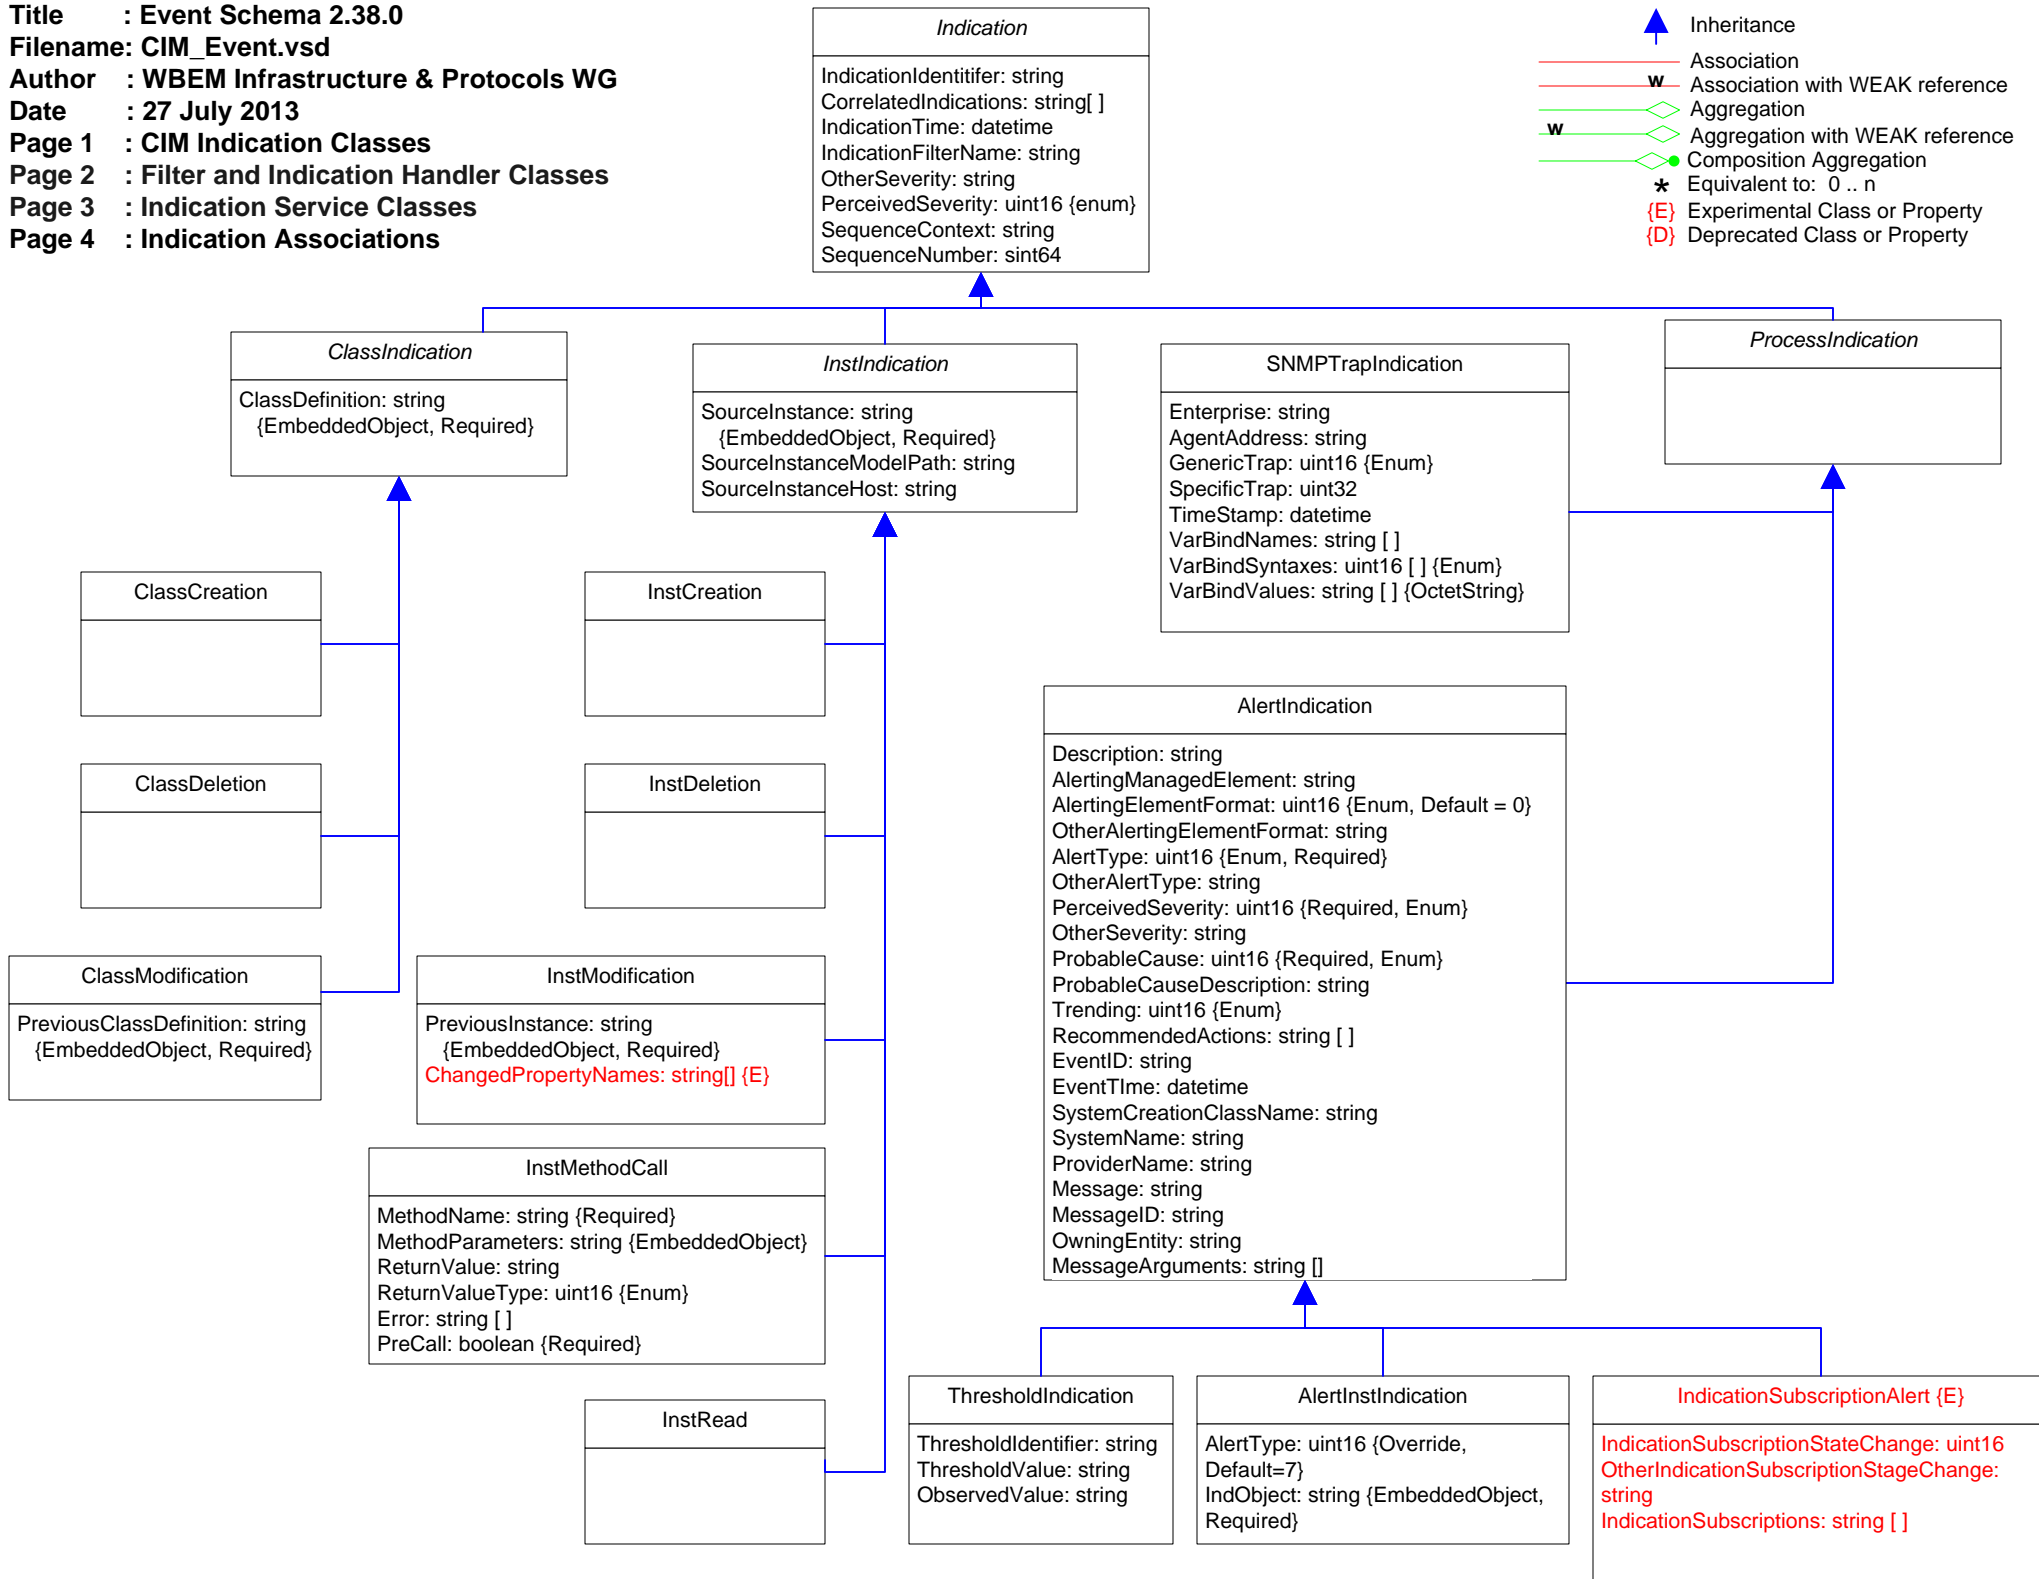 Title : Event Schema 2.38.0
Filename: CIM_Event.vsd
Author : WBEM Infrastructure & Protocols WG
Date : 27 July 2013
Page 1 : CIM Indication Classes
Page 2 : Filter and Indication Handler Classes
Page 3 : Indication Service Classes
Page 4 : Indication Associations
Indication
IndicationIdentitifer: string
CorrelatedIndications: string[ ]
IndicationTime: datetime
IndicationFilterName: string
OtherSeverity: string
PerceivedSeverity: uint16 {enum}
SequenceContext: string
SequenceNumber: sint64
Inheritance
Association
w Association with WEAK reference
Aggregation
w Aggregation with WEAK reference
Composition Aggregation
* Equivalent to: 0 .. n
{E} Experimental Class or Property
{D} Deprecated Class or Property
ClassIndication
ClassDefinition: string
{EmbeddedObject, Required}
InstIndication
SourceInstance: string
{EmbeddedObject, Required}
SourceInstanceModelPath: string
SourceInstanceHost: string
SNMPTrapIndication
Enterprise: string
AgentAddress: string
GenericTrap: uint16 {Enum}
SpecificTrap: uint32
TimeStamp: datetime
VarBindNames: string [ ]
VarBindSyntaxes: uint16 [ ] {Enum}
VarBindValues: string [ ] {OctetString}
ProcessIndication
ClassCreation
InstCreation
ClassDeletion
InstDeletion
ClassModification
PreviousClassDefinition: string
{EmbeddedObject, Required}
InstModification
PreviousInstance: string
{EmbeddedObject, Required}
ChangedPropertyNames: string[] {E}
InstMethodCall
MethodName: string {Required}
MethodParameters: string {EmbeddedObject}
ReturnValue: string
ReturnValueType: uint16 {Enum}
Error: string [ ]
PreCall: boolean {Required}
InstRead
AlertIndication
Description: string
AlertingManagedElement: string
AlertingElementFormat: uint16 {Enum, Default = 0}
OtherAlertingElementFormat: string
AlertType: uint16 {Enum, Required}
OtherAlertType: string
PerceivedSeverity: uint16 {Required, Enum}
OtherSeverity: string
ProbableCause: uint16 {Required, Enum}
ProbableCauseDescription: string
Trending: uint16 {Enum}
RecommendedActions: string [ ]
EventID: string
EventTIme: datetime
SystemCreationClassName: string
SystemName: string
ProviderName: string
Message: string
MessageID: string
OwningEntity: string
MessageArguments: string []
ThresholdIndication
ThresholdIdentifier: string
ThresholdValue: string
ObservedValue: string
AlertInstIndication
AlertType: uint16 {Override,
Default=7}
IndObject: string {EmbeddedObject,
Required}
IndicationSubscriptionAlert {E}
IndicationSubscriptionStateChange: uint16
OtherIndicationSubscriptionStageChange:
string
IndicationSubscriptions: string [ ]